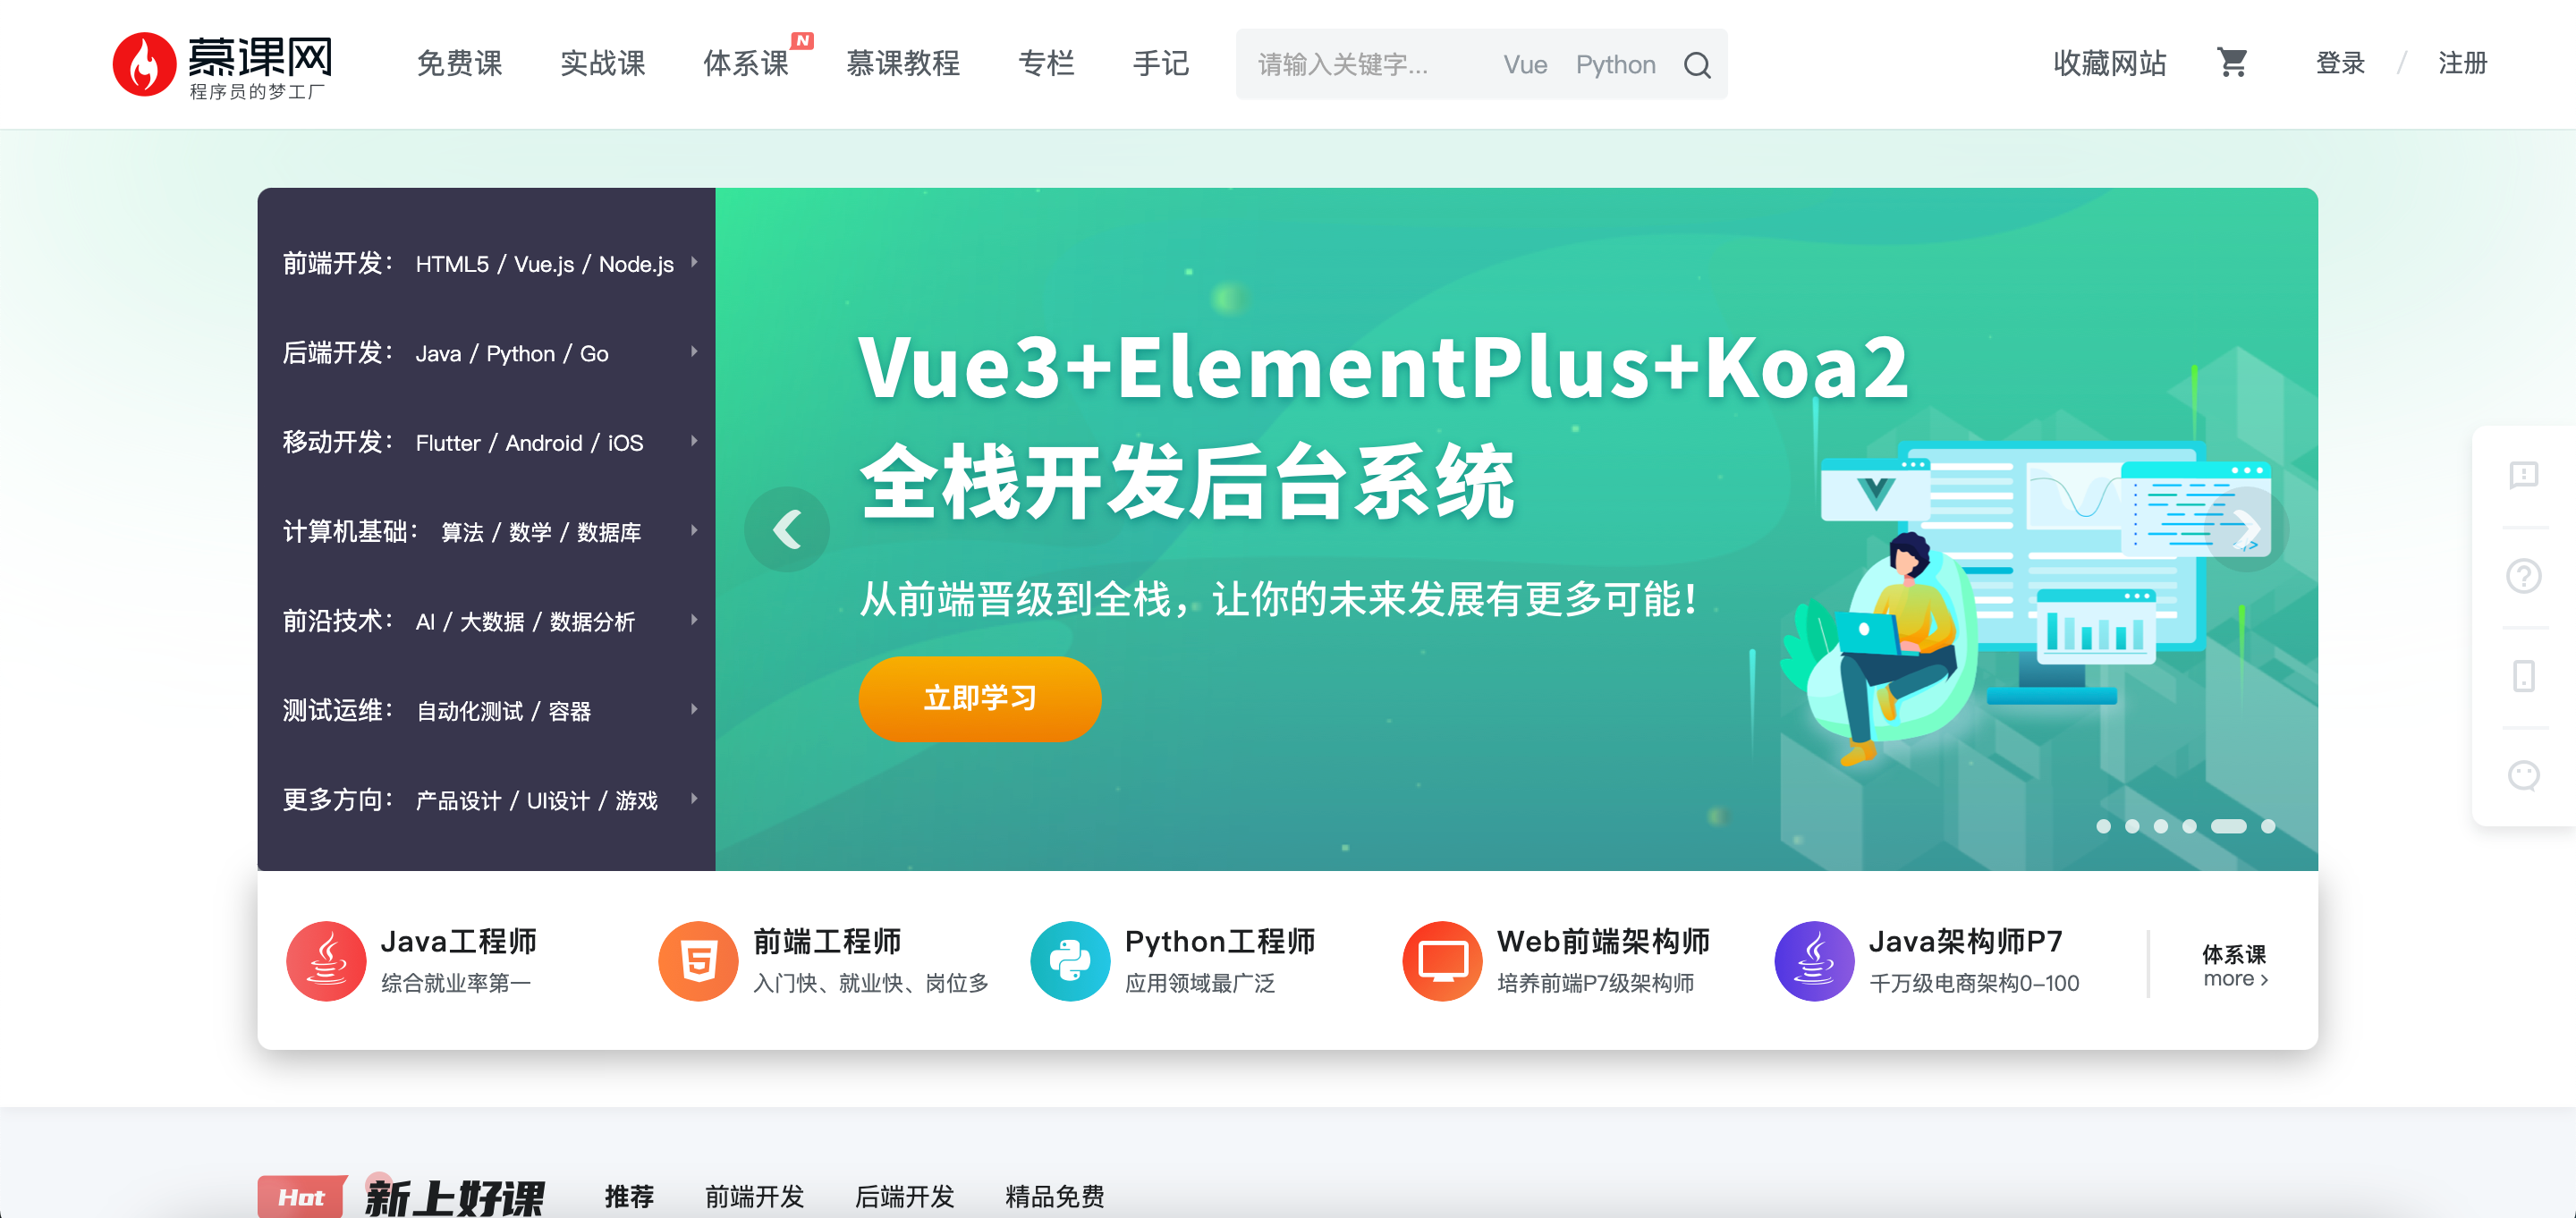 慕课网
程序员的梦工厂
免费课 实战课 体系课 N 慕课教程 专栏 手记 请输入关键字... Vue Python 收藏网站 登录 / 注册
前端开发： HTML5 / Vue.js / Node.js
后端开发： Java / Python / Go
移动开发： Flutter / Android / iOS
计算机基础： 算法 / 数学 / 数据库
前沿技术： AI / 大数据 / 数据分析
测试运维： 自动化测试 / 容器
更多方向： 产品设计 / UI设计 / 游戏
Vue3+ElementPlus+Koa2
全栈开发后台系统
从前端晋级到全栈，让你的未来发展有更多可能！
立即学习
Java工程师
综合就业率第一
前端工程师
入门快、就业快、岗位多
Python工程师
应用领域最广泛
Web前端架构师
培养前端P7级架构师
Java架构师P7
千万级电商架构0-100
体系课
more ›
Hot 新上好课 推荐 前端开发 后端开发 精品免费